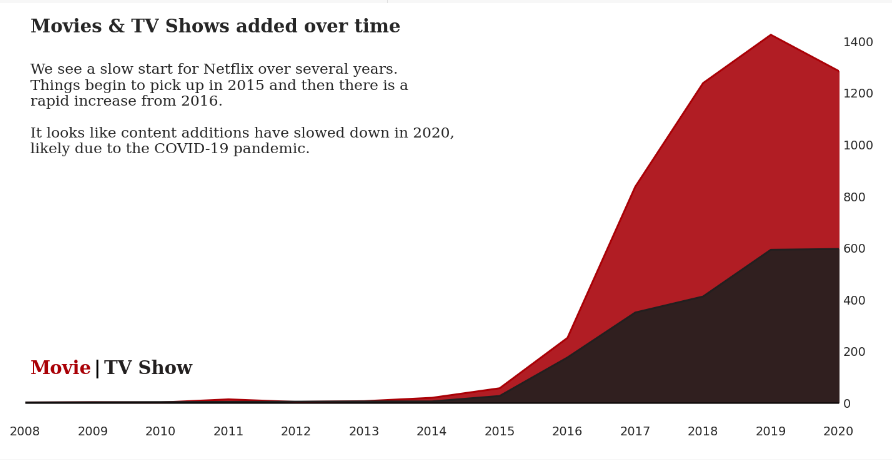 Movies & TV Shows added over time
We see a slow start for Netflix over several years.
Things begin to pick up in 2015 and then there is a
rapid increase from 2016.
It looks like content additions have slowed down in 2020,
likely due to the COVID-19 pandemic.
1400
1200
1000
800
600
400
200
0
Movie | TV Show
2008 2009 2010 2011 2012 2013 2014 2015 2016 2017 2018 2019 2020